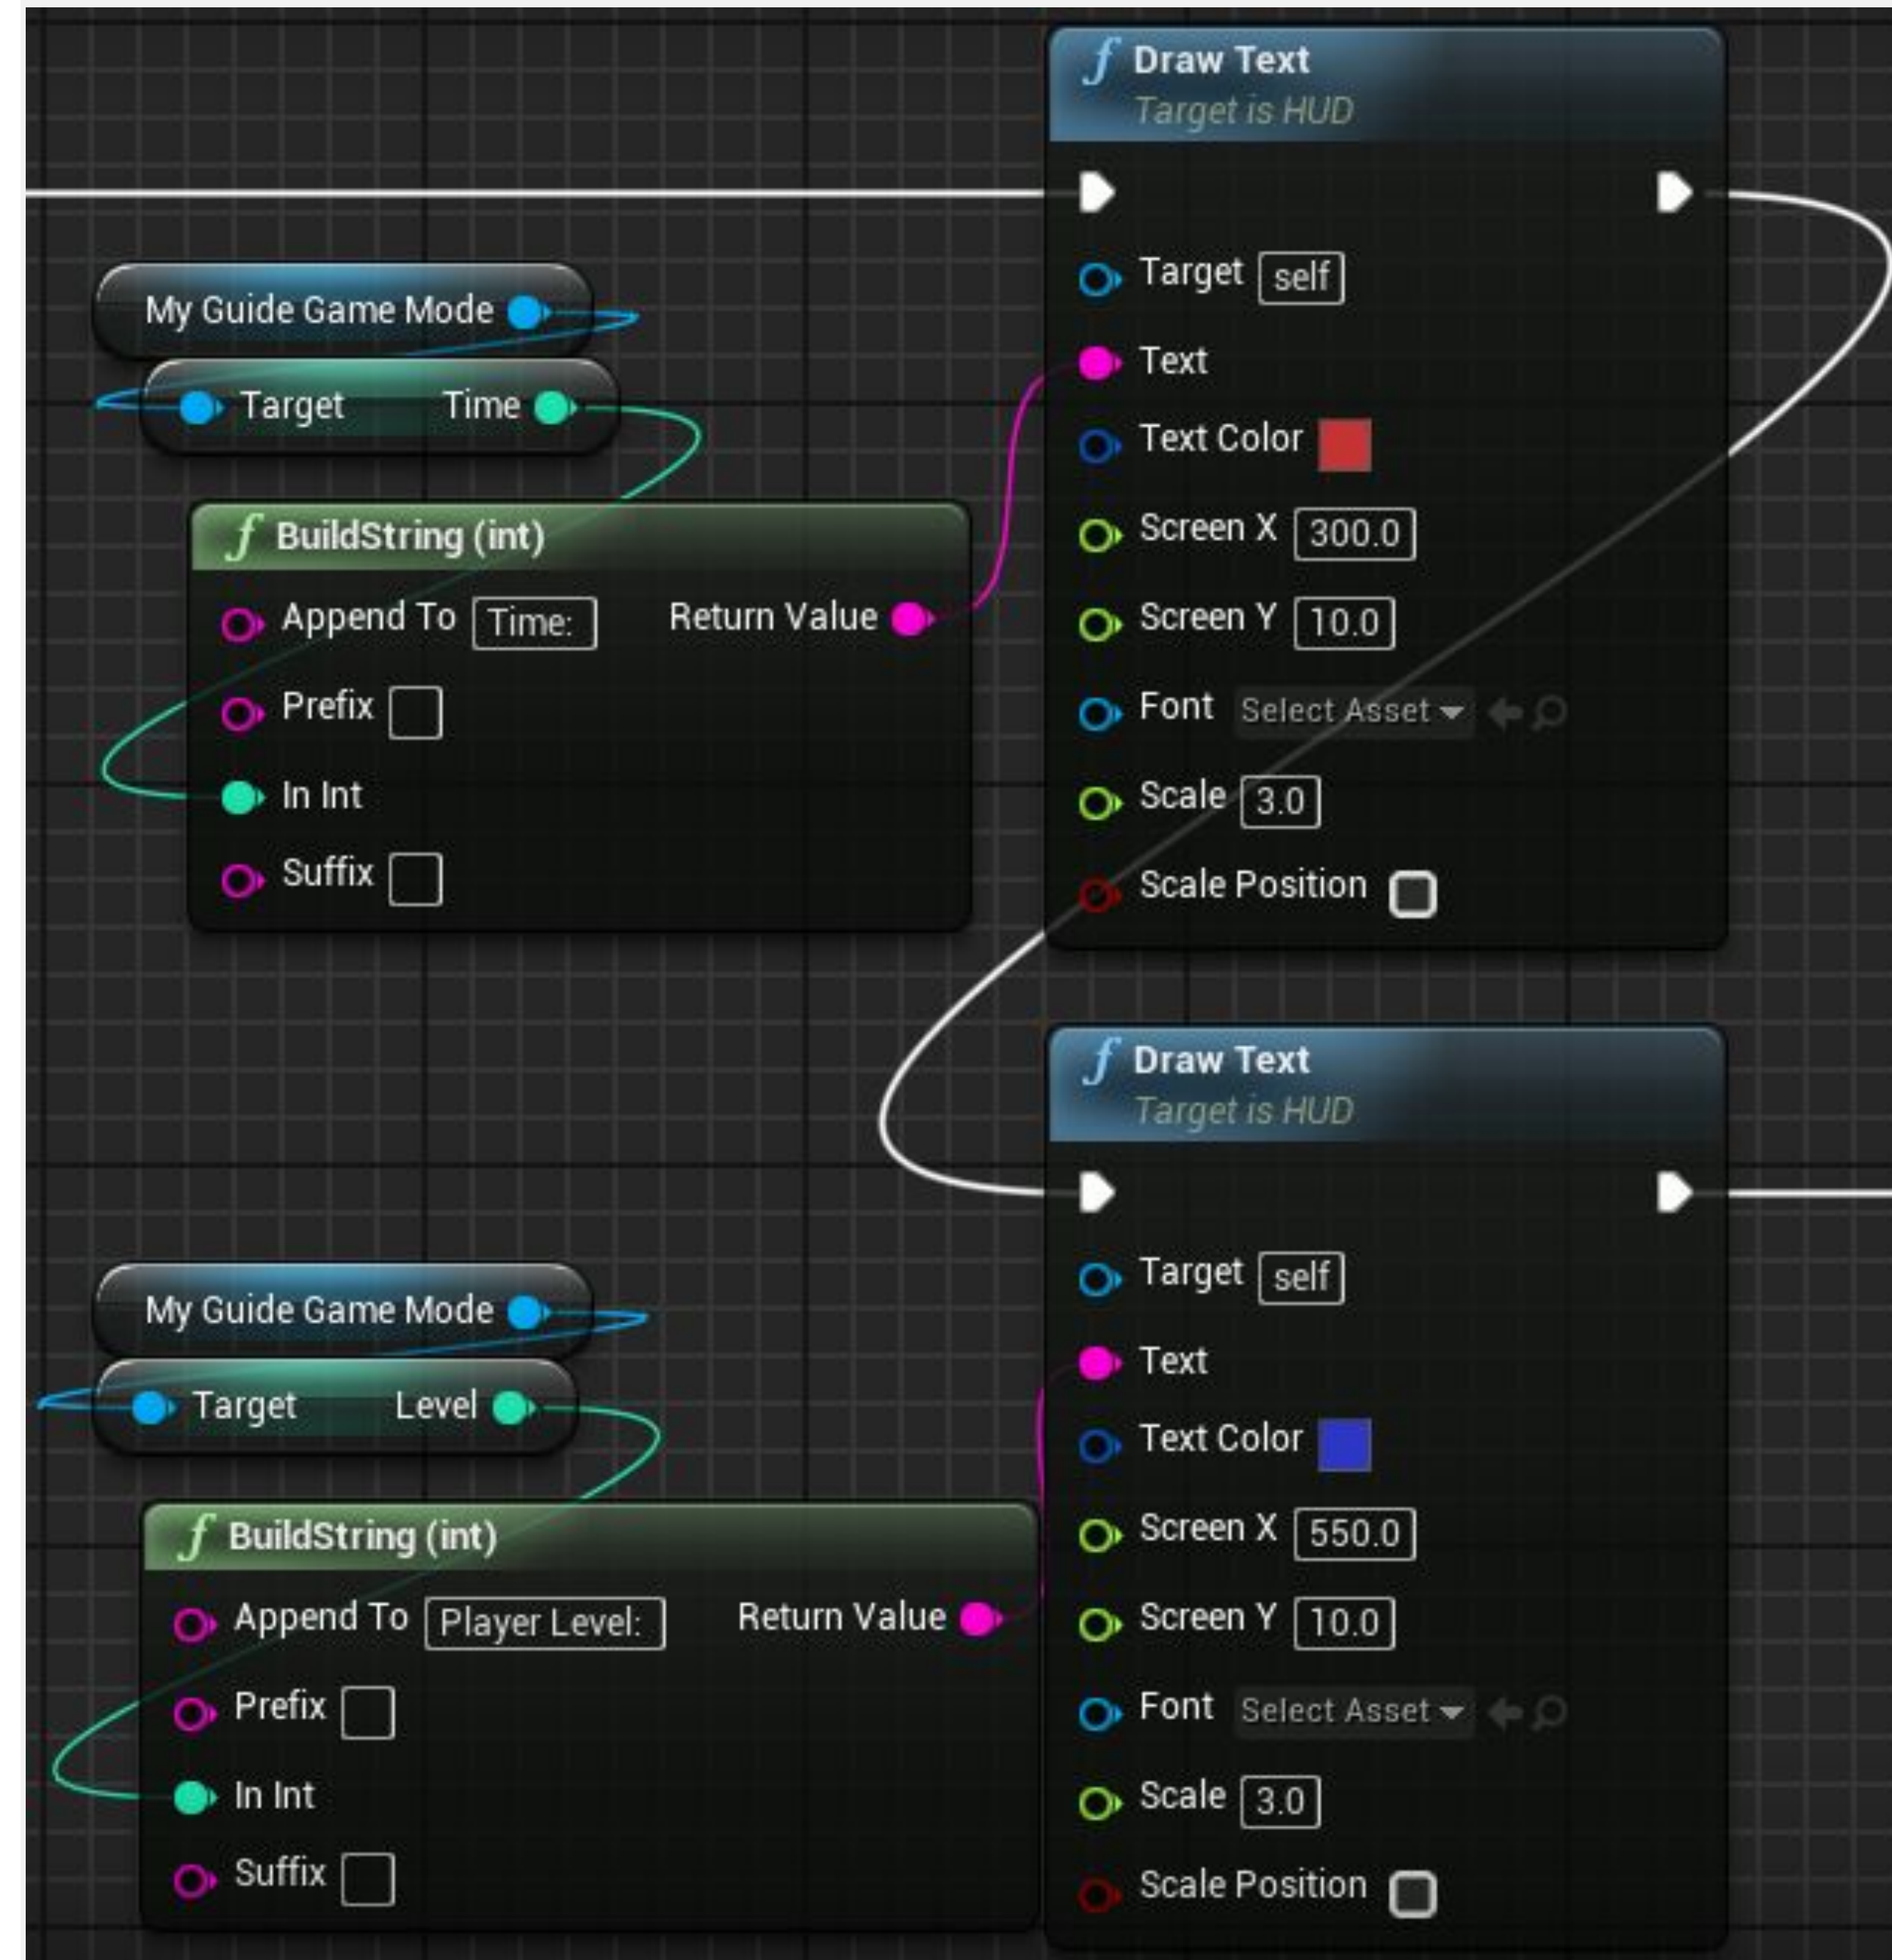 f Draw Text
Target is HUD
My Guide Game Mode
Target Time
Target self
Text
Text Color
f BuildString (int)
Screen X 300.0
Append To Time: Return Value
Screen Y 10.0
Prefix
Font Select Asset
In Int
Scale 3.0
Suffix
Scale Position
f Draw Text
Target is HUD
My Guide Game Mode
Target Level
Target self
Text
Text Color
f BuildString (int)
Screen X 550.0
Append To Player Level: Return Value
Screen Y 10.0
Prefix
Font Select Asset
In Int
Scale 3.0
Suffix
Scale Position